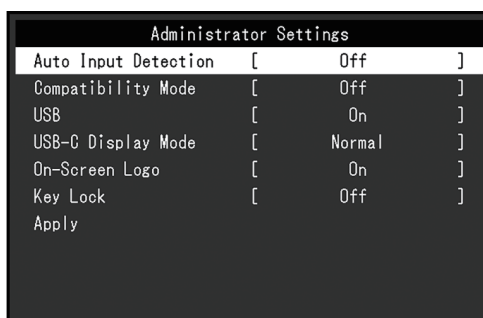 Administrator Settings
Auto Input Detection [ Off ]
Compatibility Mode [ Off ]
USB [ On ]
USB-C Display Mode [ Normal ]
On-Screen Logo [ On ]
Key Lock [ Off ]
Apply